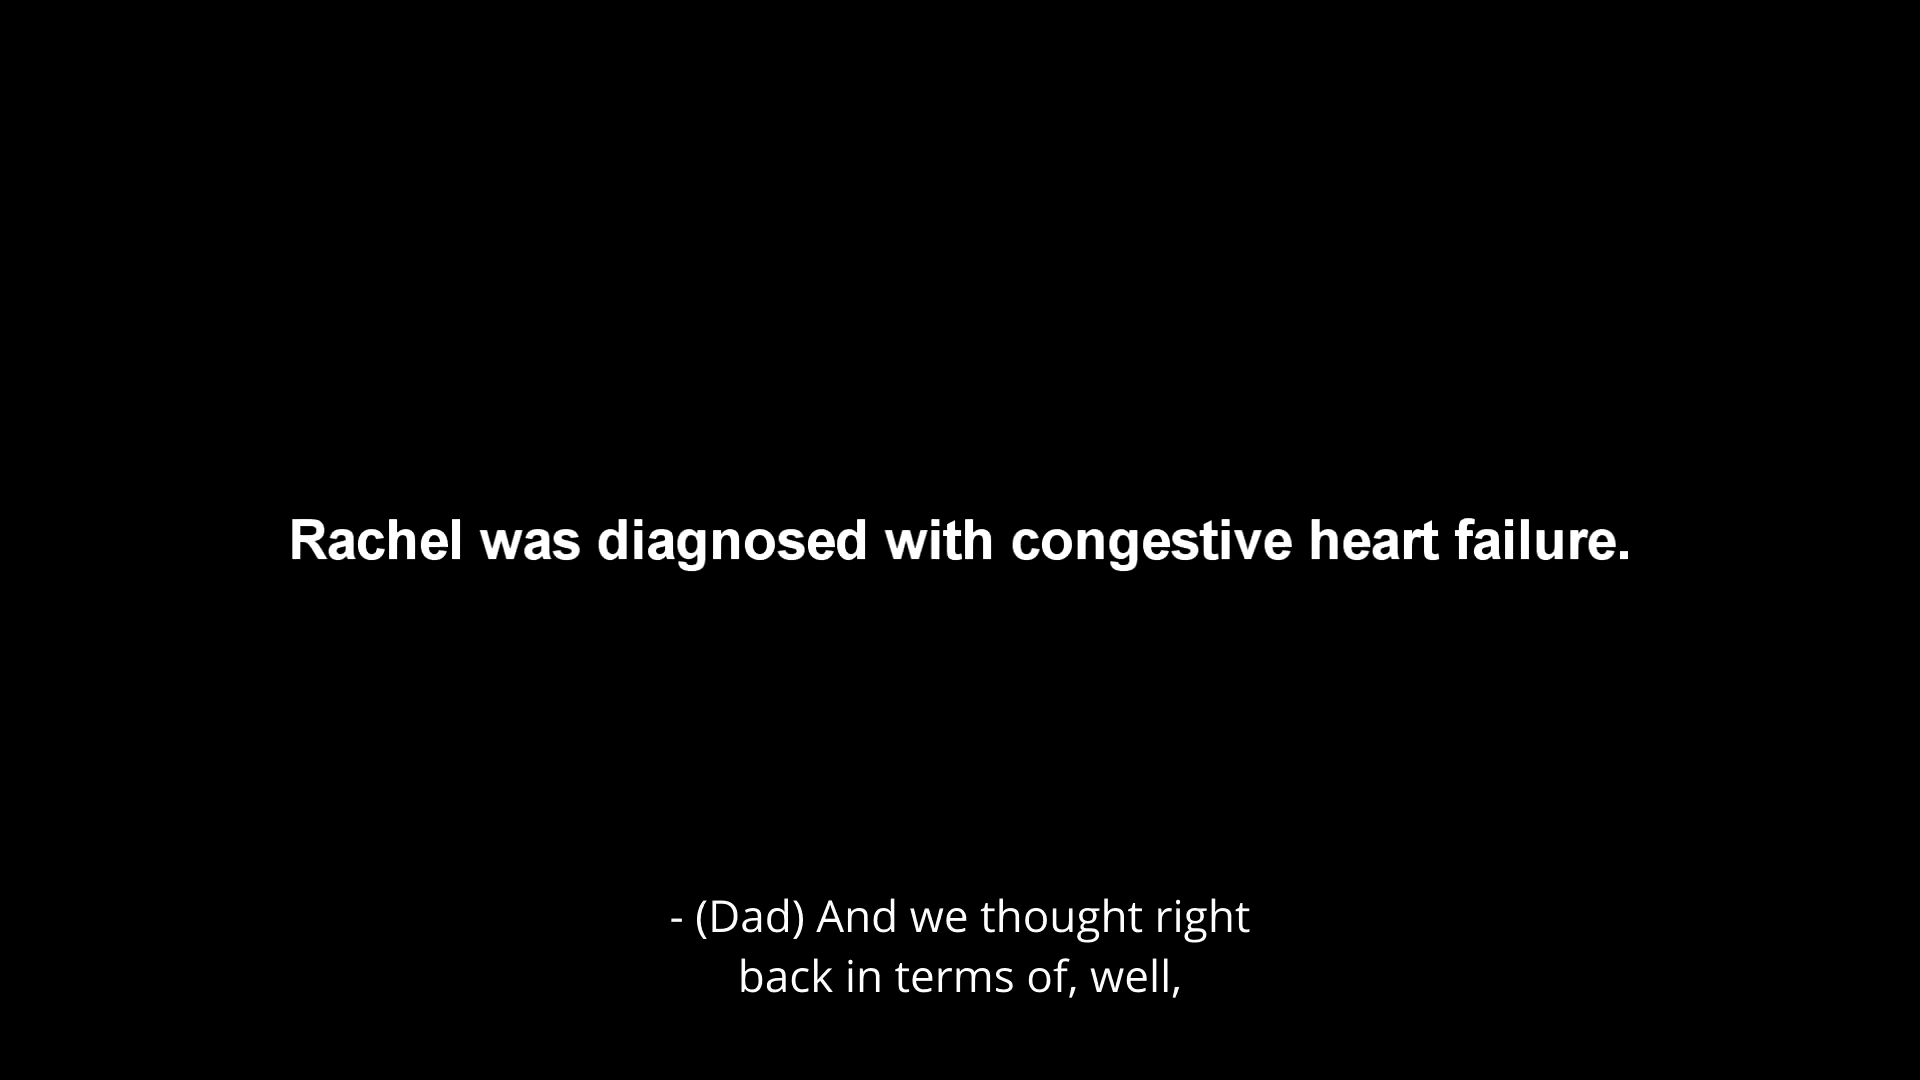 Rachel was diagnosed with congestive heart failure.
- (Dad) And we thought right
back in terms of, well,